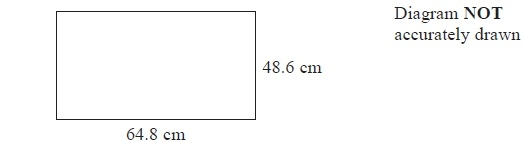 Diagram NOT
accurately drawn
48.6 cm
64.8 cm